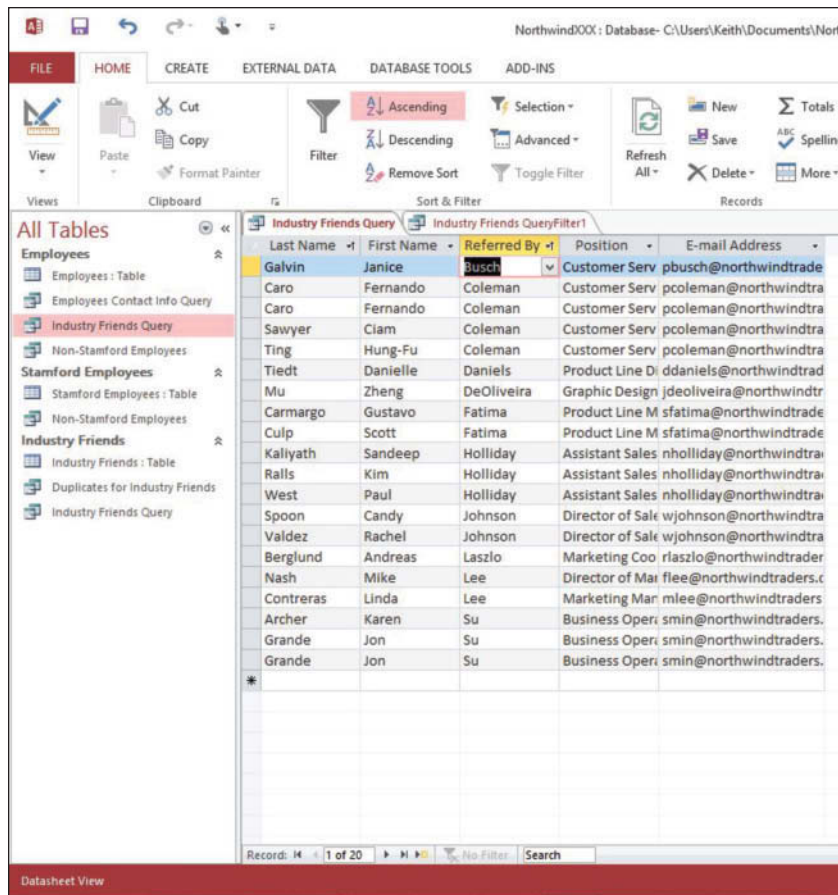 NorthwindXXX : Database- C:\Users\Keith\Documents\Nor
FILE HOME CREATE EXTERNAL DATA DATABASE TOOLS ADD-INS
View
Views
Paste
Cut
Copy
Format Painter
Clipboard
Filter
Ascending
Descending
Remove Sort
Selection
Advanced
Toggle Filter
Sort & Filter
Refresh
All
New
Save
Delete
Totals
Spellin
More
Records
All Tables
Employees
Employees : Table
Employees Contact Info Query
Industry Friends Query
Non-Stamford Employees
Stamford Employees
Stamford Employees : Table
Non-Stamford Employees
Industry Friends
Industry Friends : Table
Duplicates for Industry Friends
Industry Friends Query
Industry Friends Query Industry Friends QueryFilter1
Last Name First Name Referred By Position E-mail Address
Galvin Janice Busch Customer Serv pbusch@northwindtrade
Caro Fernando Coleman Customer Serv pcoleman@northwindtra
Caro Fernando Coleman Customer Serv pcoleman@northwindtra
Sawyer Ciam Coleman Customer Serv pcoleman@northwindtra
Ting Hung-Fu Coleman Customer Serv pcoleman@northwindtra
Tiedt Danielle Daniels Product Line Di ddaniels@northwindtrad
Mu Zheng DeOliveira Graphic Design jdeoliveira@northwindtr
Carmargo Gustavo Fatima Product Line M sfatima@northwindtrade
Culp Scott Fatima Product Line M sfatima@northwindtrade
Kaliyath Sandeep Holliday Assistant Sales nholliday@northwindtra
Ralls Kim Holliday Assistant Sales nholliday@northwindtra
West Paul Holliday Assistant Sales nholliday@northwindtra
Spoon Candy Johnson Director of Sale wjohnson@northwindtra
Valdez Rachel Johnson Director of Sale wjohnson@northwindtra
Berglund Andreas Laszlo Marketing Coo rlaszlo@northwindtrader
Nash Mike Lee Director of Mar flee@northwindtraders.c
Contreras Linda Lee Marketing Man mlee@northwindtraders
Archer Karen Su Business Opera smin@northwindtraders.
Grande Jon Su Business Opera smin@northwindtraders.
Grande Jon Su Business Opera smin@northwindtraders.
Record: 1 of 20 No Filter Search
Datasheet View